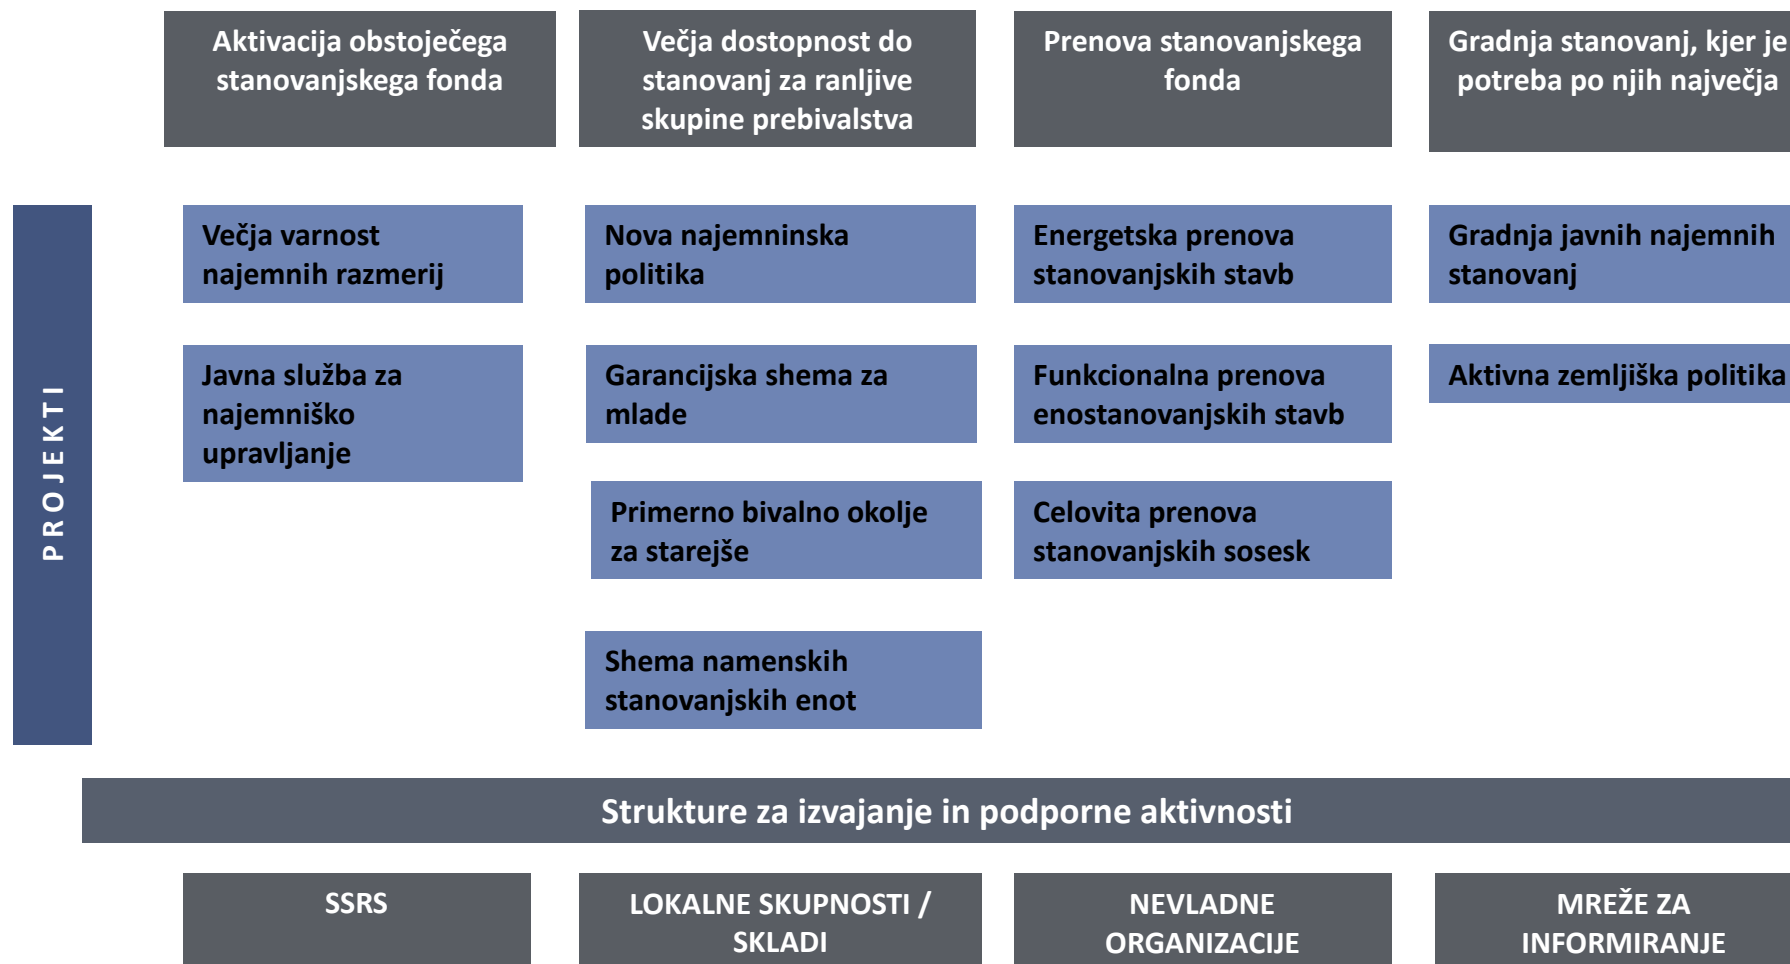 Aktivacija obstoječega
stanovanjskega fonda
Večja dostopnost do
stanovanj za ranljive
skupine prebivalstva
Prenova stanovanjskega
fonda
Gradnja stanovanj, kjer je
potreba po njih največja
PROJEKTI
Večja varnost
najemnih razmerij
Nova najemninska
politika
Energetska prenova
stanovanjskih stavb
Gradnja javnih najemnih
stanovanj
Javna služba za
najemniško
upravljanje
Garancijska shema za
mlade
Funkcionalna prenova
enostanovanjskih stavb
Aktivna zemljiška politika
Primerno bivalno okolje
za starejše
Celovita prenova
stanovanjskih sosesk
Shema namenskih
stanovanjskih enot
Strukture za izvajanje in podporne aktivnosti
SSRS
LOKALNE SKUPNOSTI /
SKLADI
NEVLADNE
ORGANIZACIJE
MREŽE ZA
INFORMIRANJE